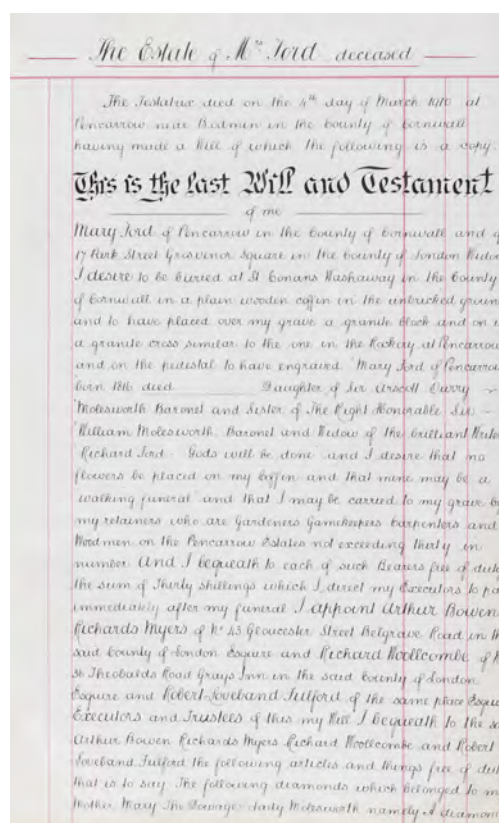 The Estate of Mrs Ford deceased
The Testatrix died on the 4th day of March 1910 at
Pencarrow near Bodmin in the County of Cornwall
having made a Will of which the following is a copy.
This is the last Will and Testament
of me
Mary Ford of Pencarrow in the County of Cornwall and of
17 Park Street Grosvenor Square in the County of London Widow
I desire to be buried at St Conans Washaway in the County
of Cornwall in a plain wooden coffin in the unbricked ground
and to have placed over my grave a granite block and on
a granite cross similar to the one in the Rockery at Pencarrow
and on the pedestal to have engraved "Mary Ford of Pencarrow
born 1816 died Daughter of Sir Arscott Ourry
Molesworth Baronet and Sister of The Right Honorable Sir
William Molesworth Baronet and Widow of the brilliant Writer
Richard Ford Gods will be done" and I desire that no
flowers be placed on my coffin and that mine may be a
"walking funeral" and that I may be carried to my grave by
my retainers who are Gardeners Gamekeepers Carpenters and
Woodmen on the Pencarrow Estates not exceeding thirty in
number And I bequeath to each of such Bearers free of duty
the sum of Thirty shillings which I direct my Executors to pay
immediately after my funeral I appoint Arthur Bowen
Richards Myers of No 43 Gloucester Street Belgrave Road in the
said County of London Esquire and Richard Woollcombe of
Theobalds Road Grays Inn in the said County of London
Esquire and Robert Loveband Fulford of the same place Esquire
Executors and Trustees of this my Will I bequeath to the
Arthur Bowen Richards Myers Richard Woollcombe and Robert
Loveband Fulford the following articles and things free of duty
that is to say The following diamonds which belonged to my
Mother Mary The Dowager Lady Molesworth namely A diamond